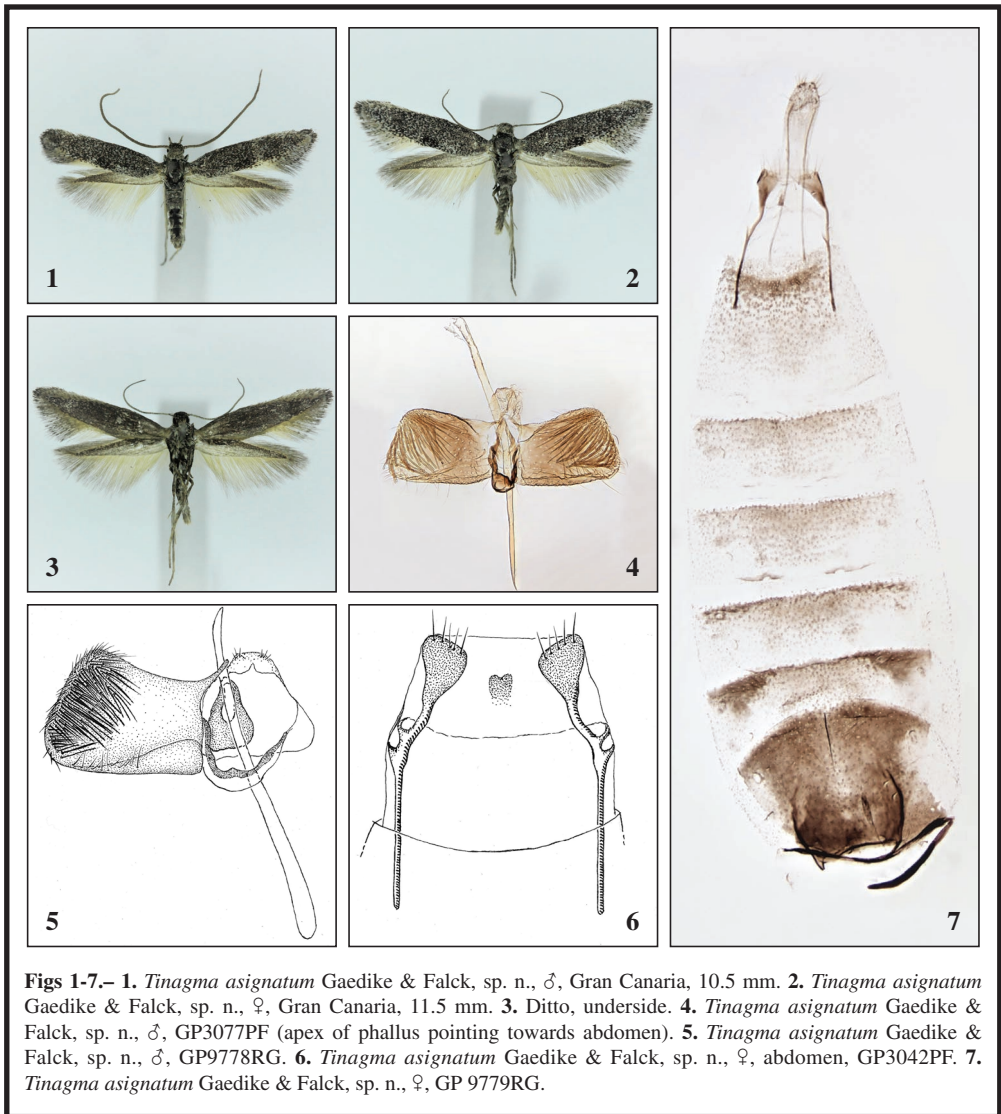 1
2
3
4
5
6
7
Figs 1-7.– 1. Tinagma asignatum Gaedike & Falck, sp. n., ♂, Gran Canaria, 10.5 mm. 2. Tinagma asignatum
Gaedike & Falck, sp. n., ♀, Gran Canaria, 11.5 mm. 3. Ditto, underside. 4. Tinagma asignatum Gaedike &
Falck, sp. n., ♂, GP3077PF (apex of phallus pointing towards abdomen). 5. Tinagma asignatum Gaedike &
Falck, sp. n., ♂, GP9778RG. 6. Tinagma asignatum Gaedike & Falck, sp. n., ♀, abdomen, GP3042PF. 7.
Tinagma asignatum Gaedike & Falck, sp. n., ♀, GP 9779RG.